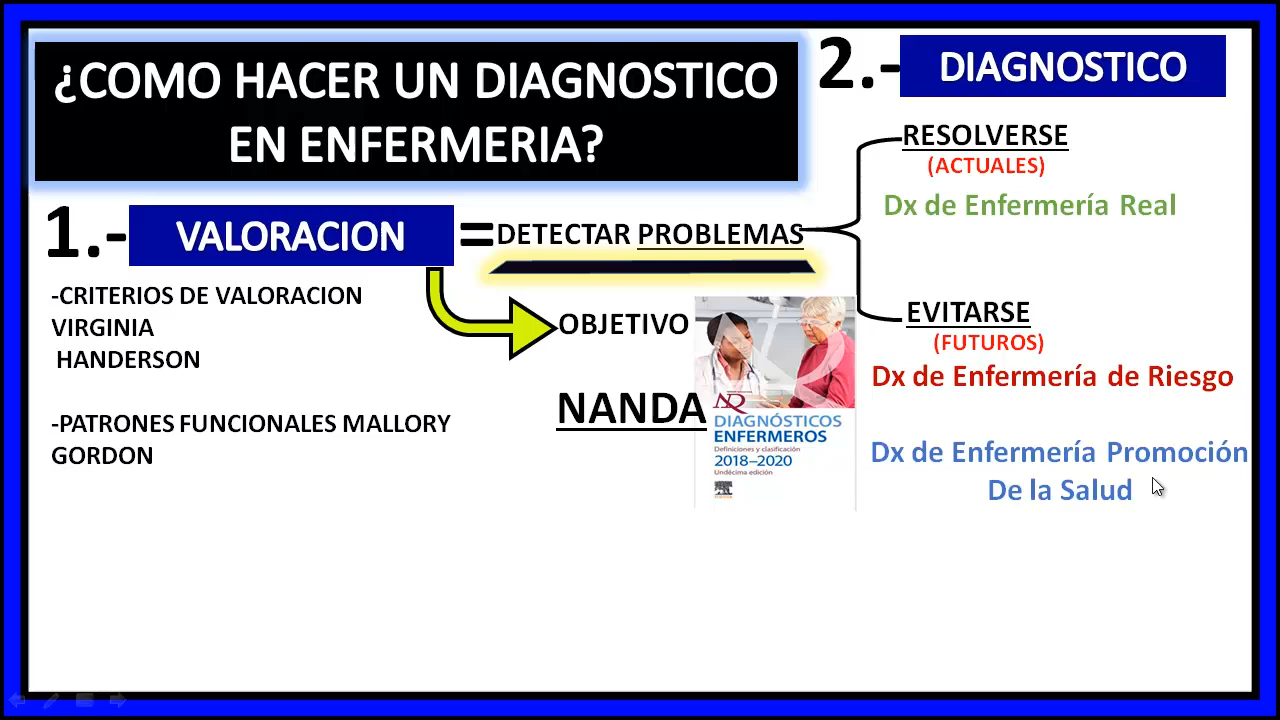 ¿COMO HACER UN DIAGNOSTICO
EN ENFERMERIA?
1.- VALORACION
=DETECTAR PROBLEMAS
-CRITERIOS DE VALORACION
VIRGINIA
HANDERSON
-PATRONES FUNCIONALES MALLORY
GORDON
OBJETIVO
NANDA
DIAGNÓSTICOS
ENFERMEROS
Definiciones y clasificación
2018–2020
Undécima edición
ELSEVIER
2.- DIAGNOSTICO
RESOLVERSE
(ACTUALES)
Dx de Enfermería Real
EVITARSE
(FUTUROS)
Dx de Enfermería de Riesgo
Dx de Enfermería Promoción
De la Salud